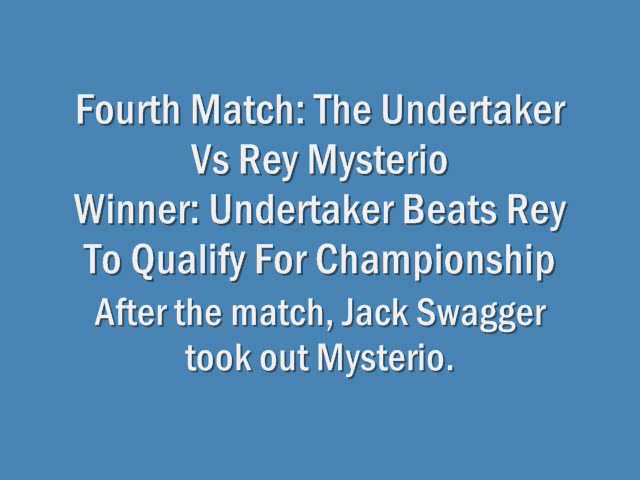 Fourth Match: The Undertaker
Vs Rey Mysterio
Winner: Undertaker Beats Rey
To Qualify For Championship
After the match, Jack Swagger
took out Mysterio.